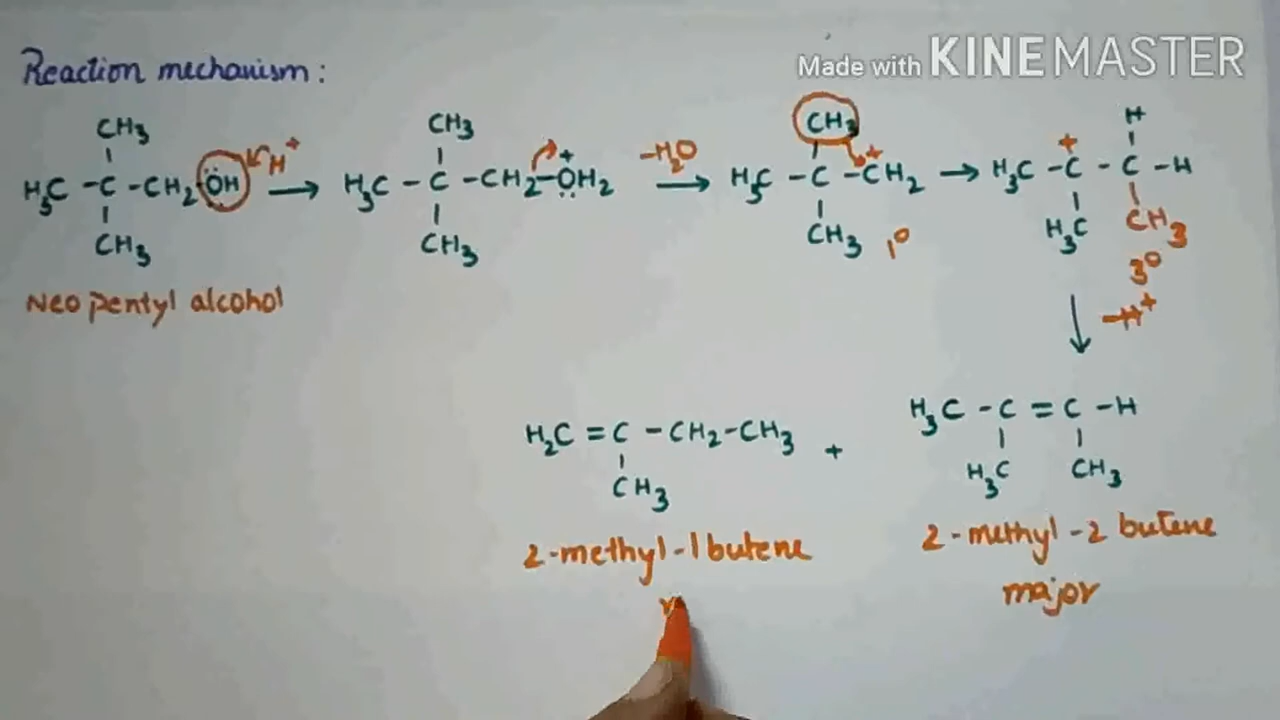 Made with KINEMASTER
Reaction mechanism :
CH3 CH3 CH3 H
H3C - C - CH2 - ÖH H+ → H3C - C - CH2 - OH2 + -H2O → H3C - C - CH2 + → H3C - C + - C - H
CH3 CH3 CH3 1° H3C CH3
3°
Neo pentyl alcohol
-H+
H2C = C - CH2 - CH3 + H3C - C = C - H
CH3 H3C CH3
2-methyl-1 butene 2-methyl-2 butene
major